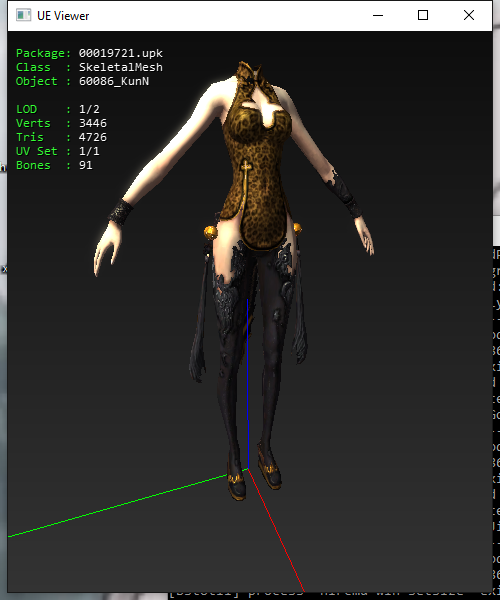 UE Viewer
Package: 00019721.upk
Class : SkeletalMesh
Object : 60086_KunN
LOD : 1/2
Verts : 3446
Tris : 4726
UV Set : 1/1
Bones : 91